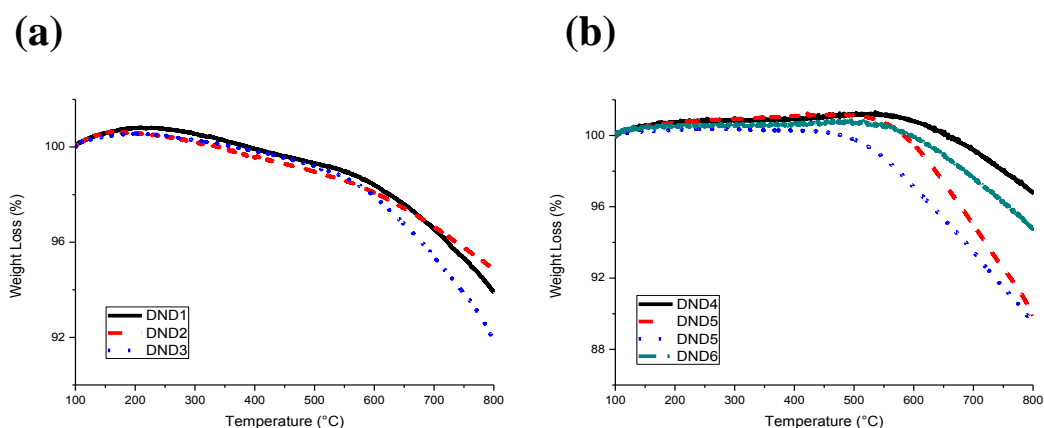 (a)
Weight Loss (%)
100
96
92
DND1
DND2
DND3
100 200 300 400 500 600 700 800
Temperature (°C)
(b)
Weight Loss (%)
100
96
92
88
DND4
DND5
DND5
DND6
100 200 300 400 500 600 700 800
Temperature (°C)